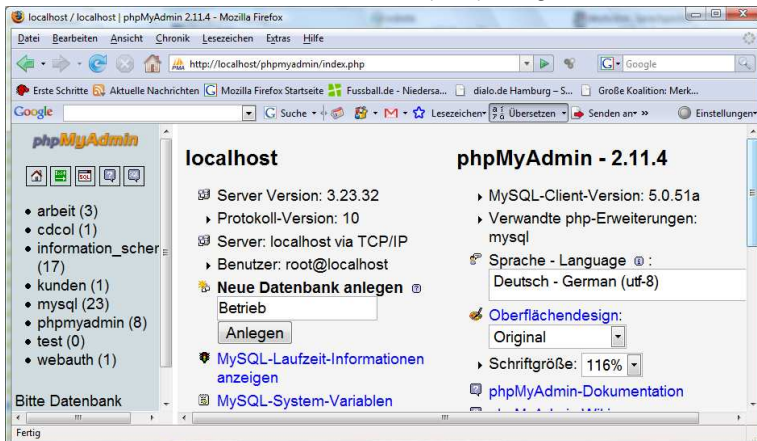 localhost / localhost | phpMyAdmin 2.11.4 - Mozilla Firefox
Datei Bearbeiten Ansicht Chronik Lesezeichen Extras Hilfe
http://localhost/phpmyadmin/index.php
Google
Erste Schritte Aktuelle Nachrichten Mozilla Firefox Startseite Fussball.de - Niedersa... dialo.de Hamburg – S... Große Koalition: Merk...
Google Suche Lesezeichen Übersetzen Senden an » Einstellungen
phpMyAdmin
SQL
arbeit (3)
cdcol (1)
information_scher
(17)
kunden (1)
mysql (23)
phpmyadmin (8)
test (0)
webauth (1)
Bitte Datenbank
localhost
Server Version: 3.23.32
Protokoll-Version: 10
Server: localhost via TCP/IP
Benutzer: root@localhost
Neue Datenbank anlegen
Betrieb
Anlegen
MySQL-Laufzeit-Informationen
anzeigen
MySQL-System-Variablen
phpMyAdmin - 2.11.4
MySQL-Client-Version: 5.0.51a
Verwandte php-Erweiterungen:
mysql
Sprache - Language :
Deutsch - German (utf-8)
Oberflächendesign:
Original
Schriftgröße: 116%
phpMyAdmin-Dokumentation
Fertig